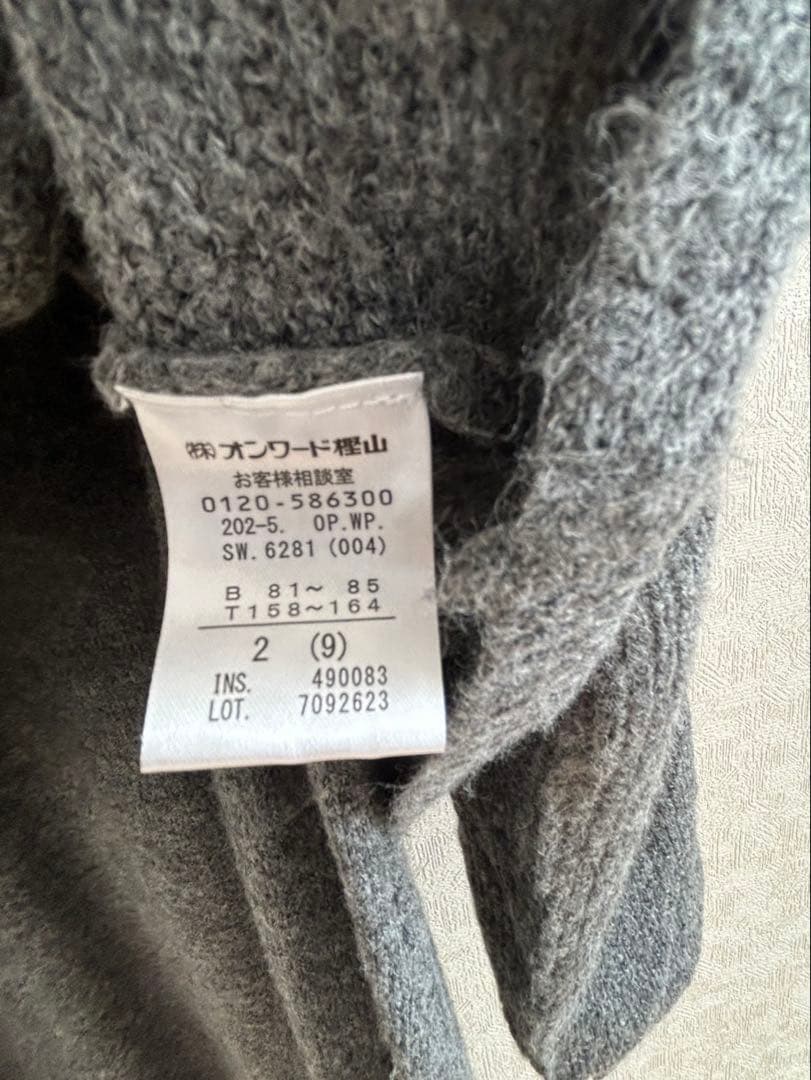 ㈱オンワード樫山
お客様相談室
0120-586300
202-5. OP.WP.
SW.6281 (004)
B 81～ 85
T158～164
2 (9)
INS. 490083
LOT. 7092623